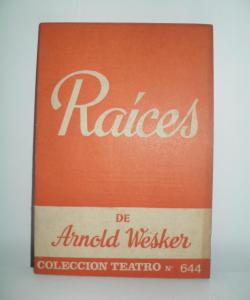 Raíces
DE
Arnold Wesker
COLECCION TEATRO Nº 644